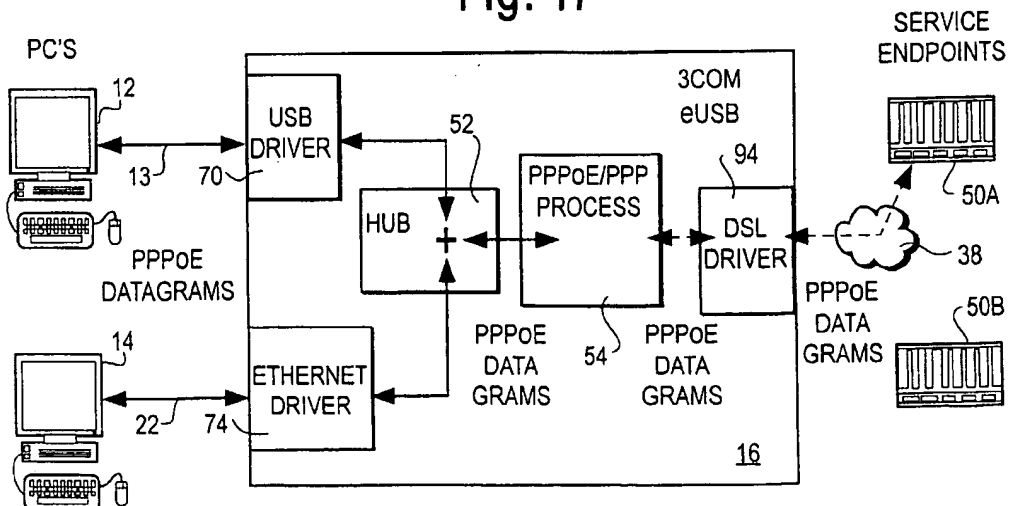 Fig. 17
SERVICE
ENDPOINTS
PC'S
3COM
eUSB
12
USB
DRIVER
70
13
52
HUB
PPPoE/PPP
PROCESS
54
94
DSL
DRIVER
50A
38
PPPoE
DATAGRAMS
PPPoE
DATA
GRAMS
PPPoE
DATA
GRAMS
PPPoE
DATA
GRAMS
50B
14
22
ETHERNET
DRIVER
74
16